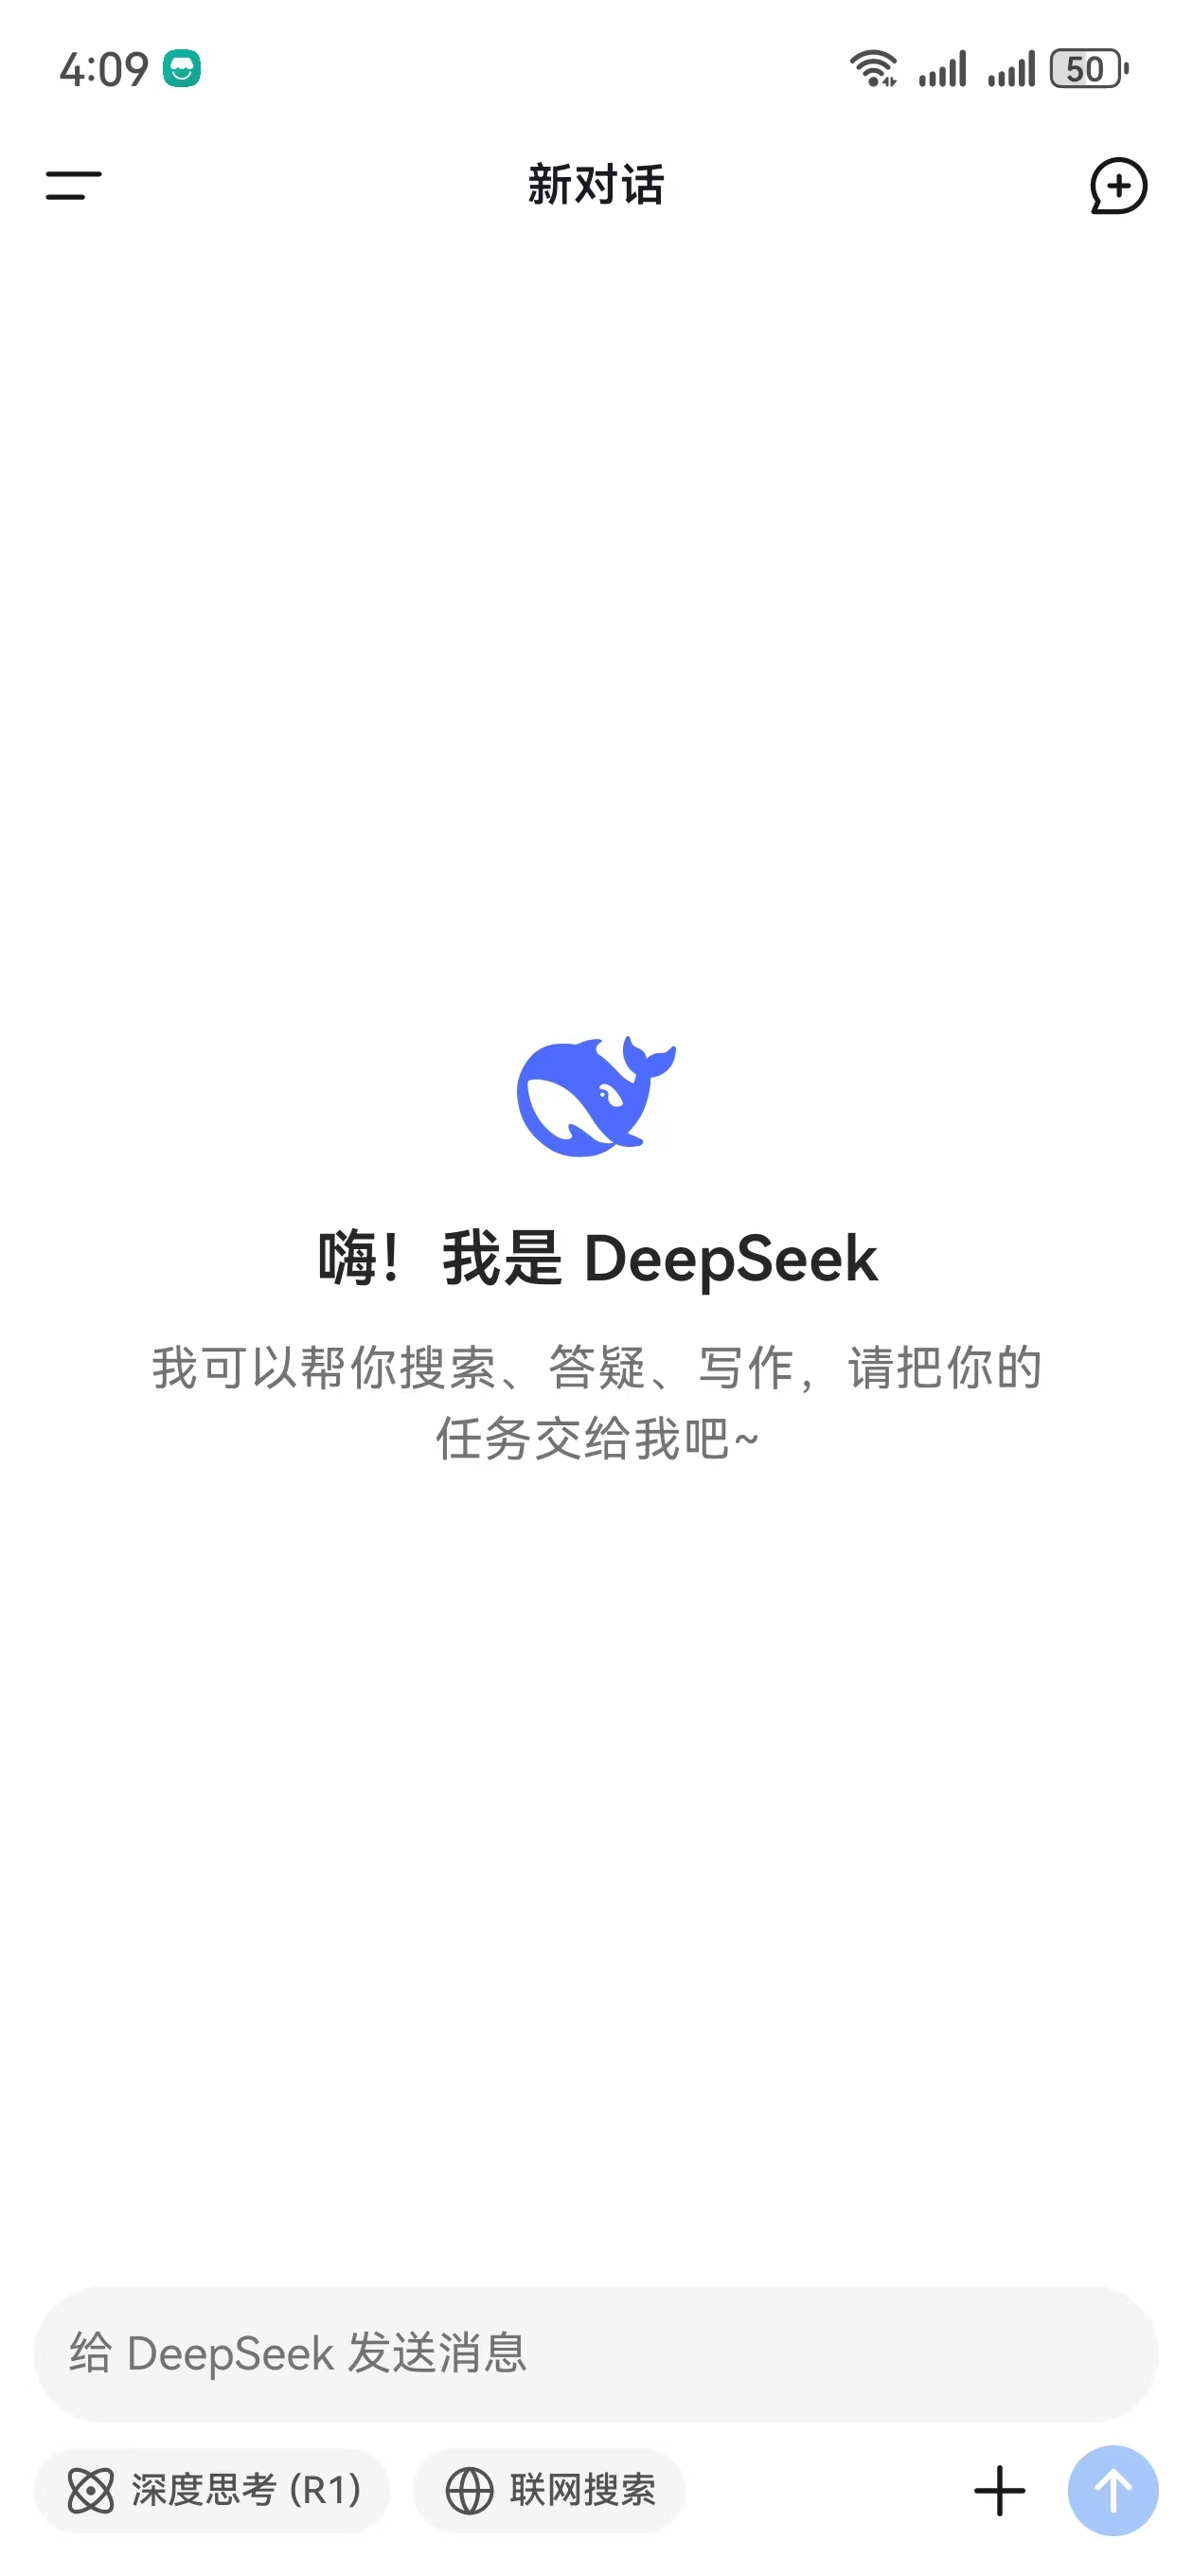 4:09
50
新对话
嗨！我是 DeepSeek
我可以帮你搜索、答疑、写作，请把你的
任务交给我吧~
给 DeepSeek 发送消息
深度思考 (R1)
联网搜索